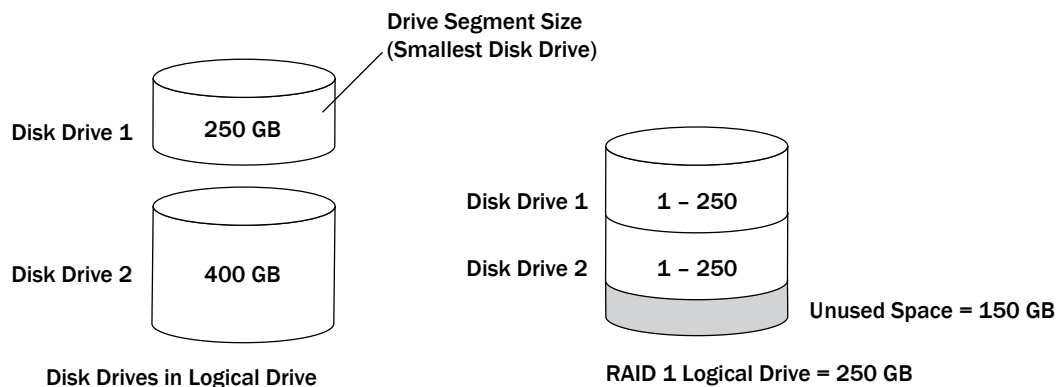 Drive Segment Size
(Smallest Disk Drive)
Disk Drive 1
250 GB
Disk Drive 2
400 GB
Disk Drives in Logical Drive
Disk Drive 1
1 – 250
Disk Drive 2
1 – 250
Unused Space = 150 GB
RAID 1 Logical Drive = 250 GB